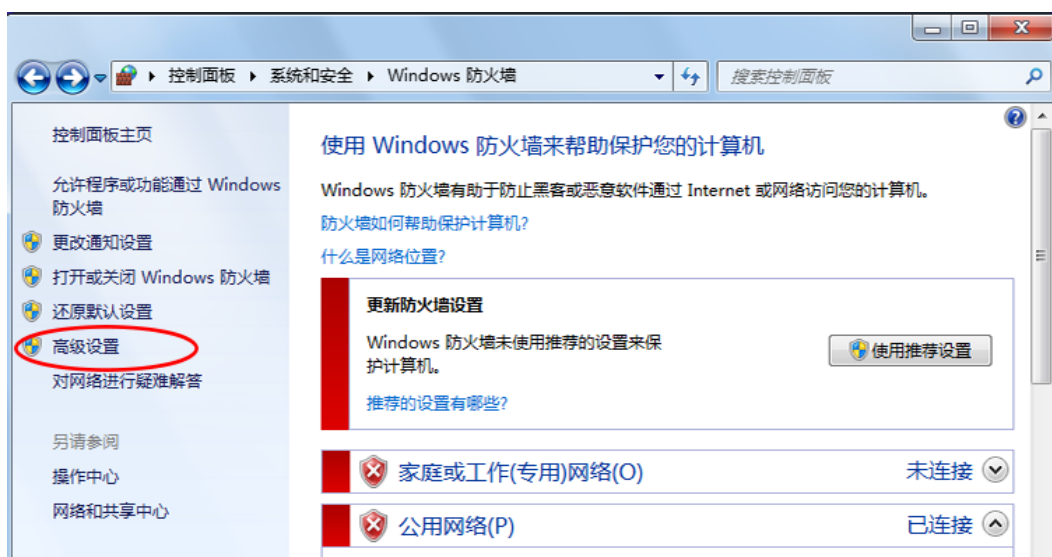 控制面板 ▸ 系统和安全 ▸ Windows 防火墙
搜索控制面板
控制面板主页
允许程序或功能通过 Windows
防火墙
更改通知设置
打开或关闭 Windows 防火墙
还原默认设置
高级设置
对网络进行疑难解答
另请参阅
操作中心
网络和共享中心
使用 Windows 防火墙来帮助保护您的计算机
Windows 防火墙有助于防止黑客或恶意软件通过 Internet 或网络访问您的计算机。
防火墙如何帮助保护计算机?
什么是网络位置?
更新防火墙设置
Windows 防火墙未使用推荐的设置来保
护计算机。
使用推荐设置
推荐的设置有哪些?
家庭或工作(专用)网络(O) 未连接
公用网络(P) 已连接